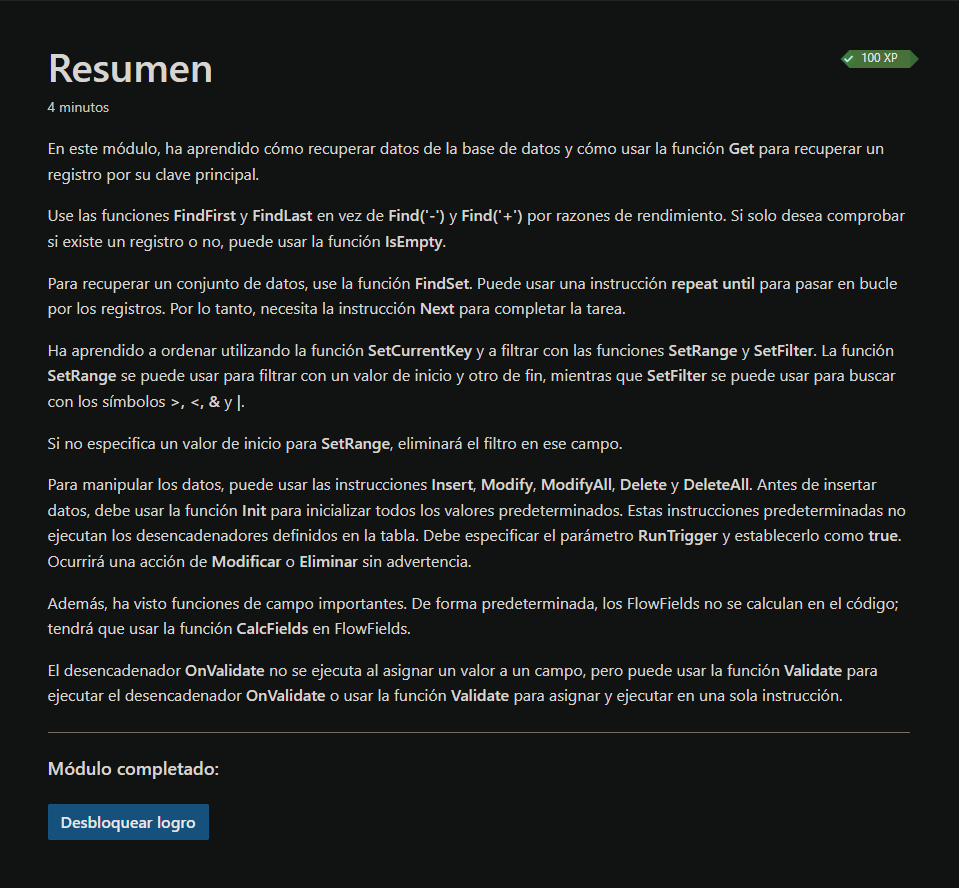 Resumen
100 XP
4 minutos
En este módulo, ha aprendido cómo recuperar datos de la base de datos y cómo usar la función Get para recuperar un
registro por su clave principal.
Use las funciones FindFirst y FindLast en vez de Find('-') y Find('+') por razones de rendimiento. Si solo desea comprobar
si existe un registro o no, puede usar la función IsEmpty.
Para recuperar un conjunto de datos, use la función FindSet. Puede usar una instrucción repeat until para pasar en bucle
por los registros. Por lo tanto, necesita la instrucción Next para completar la tarea.
Ha aprendido a ordenar utilizando la función SetCurrentKey y a filtrar con las funciones SetRange y SetFilter. La función
SetRange se puede usar para filtrar con un valor de inicio y otro de fin, mientras que SetFilter se puede usar para buscar
con los símbolos >, <, & y |.
Si no especifica un valor de inicio para SetRange, eliminará el filtro en ese campo.
Para manipular los datos, puede usar las instrucciones Insert, Modify, ModifyAll, Delete y DeleteAll. Antes de insertar
datos, debe usar la función Init para inicializar todos los valores predeterminados. Estas instrucciones predeterminadas no
ejecutan los desencadenadores definidos en la tabla. Debe especificar el parámetro RunTrigger y establecerlo como true.
Ocurrirá una acción de Modificar o Eliminar sin advertencia.
Además, ha visto funciones de campo importantes. De forma predeterminada, los FlowFields no se calculan en el código;
tendrá que usar la función CalcFields en FlowFields.
El desencadenador OnValidate no se ejecuta al asignar un valor a un campo, pero puede usar la función Validate para
ejecutar el desencadenador OnValidate o usar la función Validate para asignar y ejecutar en una sola instrucción.
Módulo completado:
Desbloquear logro